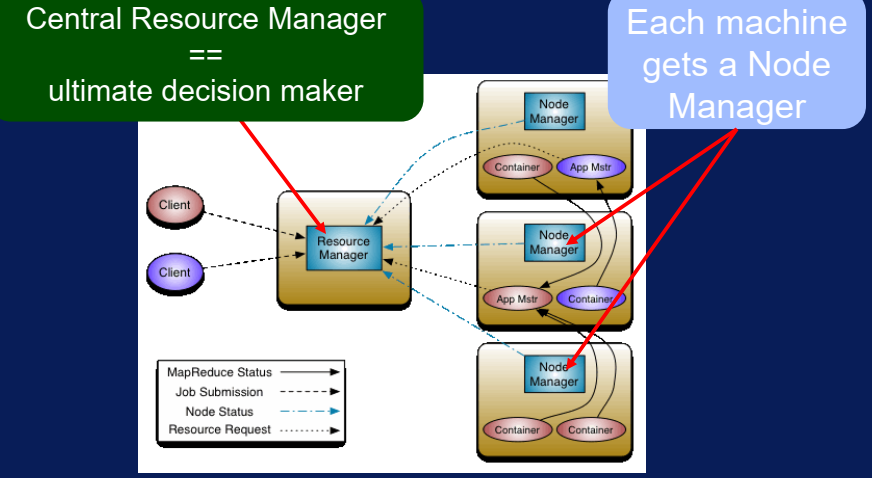 Central Resource Manager
==
ultimate decision maker
Each machine
gets a Node
Manager
Node
Manager
Container
App Mstr
Client
Client
Resource
Manager
Node
Manager
App Mstr
Container
Node
Manager
Container
Container
MapReduce Status
Job Submission
Node Status
Resource Request